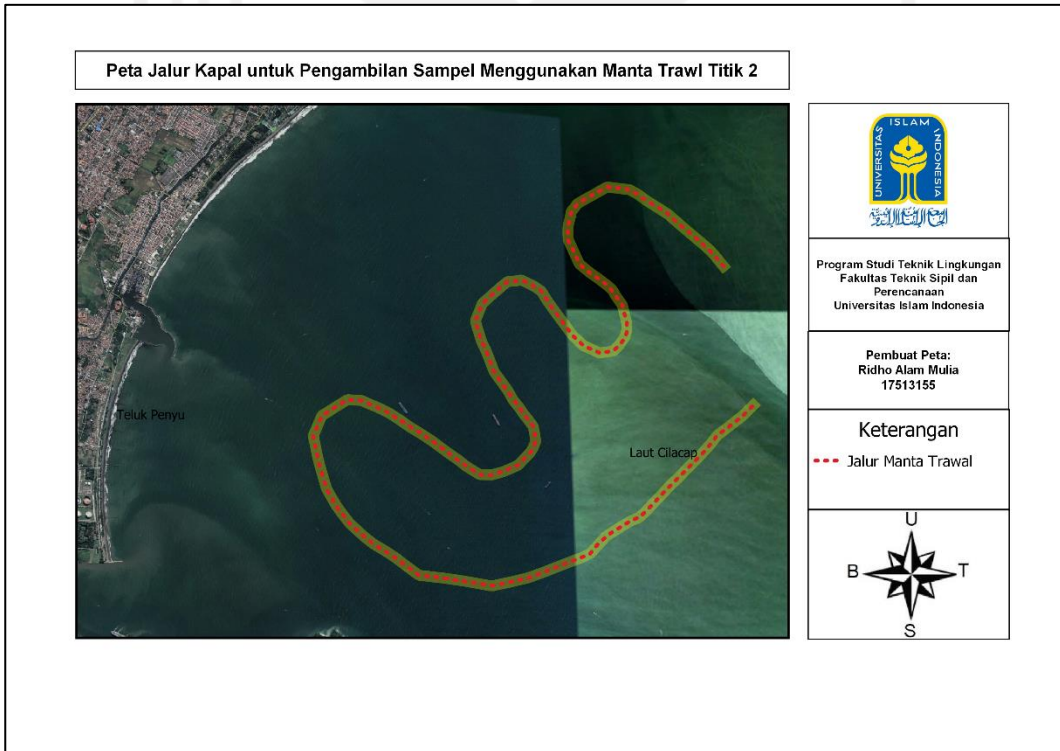 Peta Jalur Kapal untuk Pengambilan Sampel Menggunakan Manta Trawl Titik 2
Teluk Penyu
Laut Cilacap
UNIVERSITAS ISLAM INDONESIA
Program Studi Teknik Lingkungan
Fakultas Teknik Sipil dan
Perencanaan
Universitas Islam Indonesia
Pembuat Peta:
Ridho Alam Mulia
17513155
Keterangan
Jalur Manta Trawal
U
B
T
S